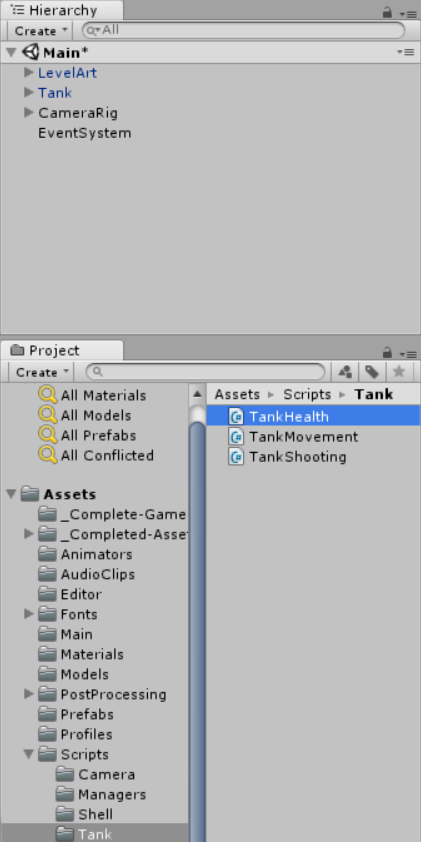 Hierarchy
Create All
Main*
LevelArt
Tank
CameraRig
EventSystem
Project
Create
All Materials
All Models
All Prefabs
All Conflicted
Assets
_Complete-Game
_Completed-Asse
Animators
AudioClips
Editor
Fonts
Main
Materials
Models
PostProcessing
Prefabs
Profiles
Scripts
Camera
Managers
Shell
Tank
Assets Scripts Tank
TankHealth
TankMovement
TankShooting